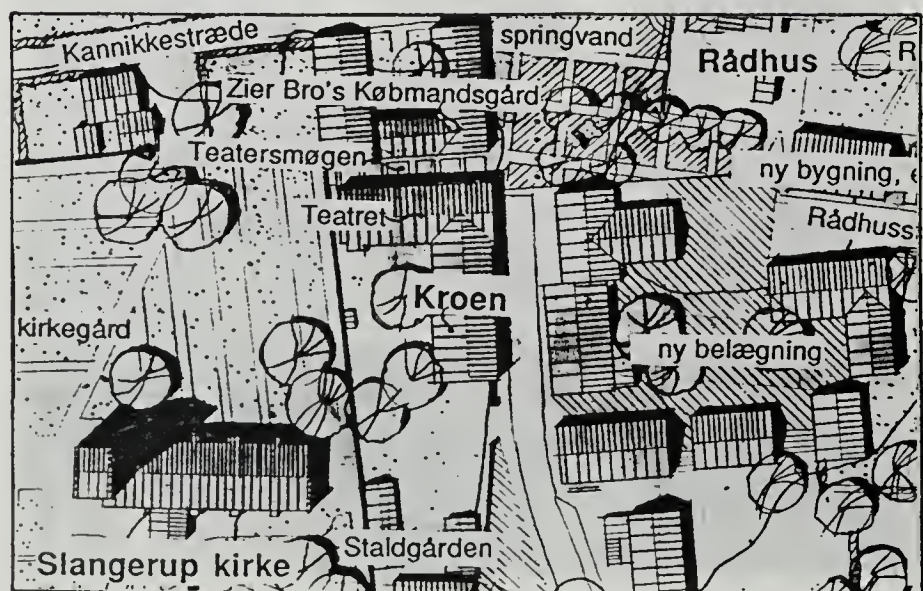 Kannikkestræde
springvand
Rådhus
R
Zier Bro's Købmandsgård
Teatersmøgen
ny bygning, e
Teatret
Rådhuss
Kroen
kirkegård
ny belægning
Staldgården
Slangerup kirke